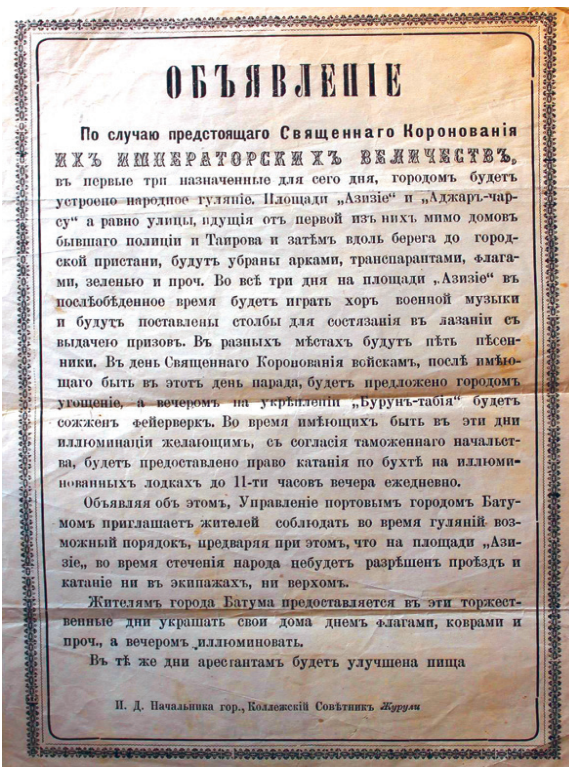 ОБЪЯВЛЕНІЕ
По случаю предстоящаго Священнаго Коронованія
ИХЪ ИМПЕРАТОРСКИХЪ ВЕЛИЧЕСТВЪ,
въ первые три назначенные для сего дня, городомъ будетъ
устроено народное гуляніе. Площади „Азизіе“ и „Аджаръ-чар-
су“ а равно улицы, идущія отъ первой изъ нихъ мимо домовъ
бывшаго полиціи и Таирова и затѣмъ вдоль берега до город-
ской пристани, будутъ убраны арками, транспарантами, флага-
ми, зеленью и проч. Во всѣ три дня на площади „Азизіе“ въ
послѣобѣденное время будетъ играть хоръ военной музыки
и будутъ поставлены столбы для состязанія въ лазаніи съ
выдачею призовъ. Въ разныхъ мѣстахъ будутъ пѣть пѣсен-
ники. Въ день Священнаго Коронованія войскамъ, послѣ имѣю-
щаго быть въ этотъ день парада, будетъ предложено городомъ
угощеніе, а вечеромъ на укрѣпленіи „Бурунъ-табія“ будетъ
сожженъ фейерверкъ. Во время имѣющихъ быть въ эти дни
иллюминація желающимъ, съ согласія таможеннаго начальст-
ва, будетъ предоставлено право катанія по бухтѣ на иллюми-
нованныхъ лодкахъ до 11-ти часовъ вечера ежедневно.
Объявляя объ этомъ, Управленіе портовымъ городомъ Бату-
момъ приглашаетъ жителей соблюдать во время гуляній воз-
можный порядокъ, предваряя при этомъ, что на площади „Ази-
зіе„ во время стеченія народа небудетъ разрѣшенъ проѣздъ и
катаніе ни въ экипажахъ, ни верхомъ.
Жителямъ города Батума предоставляется въ эти торжест-
венные дни украшать свои дома днемъ флагами, коврами и
проч., а вечеромъ иллюминовать.
Въ тѣ же дни арестантамъ будетъ улучшена пища
И. Д. Начальника гор., Коллежскій Совѣтникъ Журули